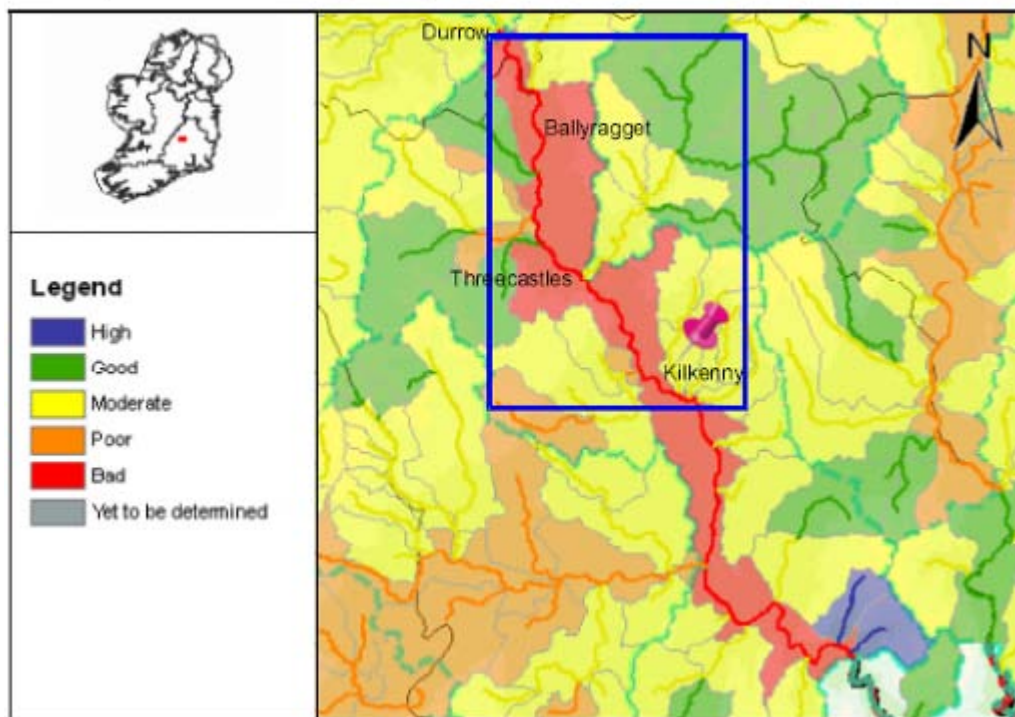 Legend
High
Good
Moderate
Poor
Bad
Yet to be determined
Durrow
N
Ballyragget
Threecastles
Kilkenny